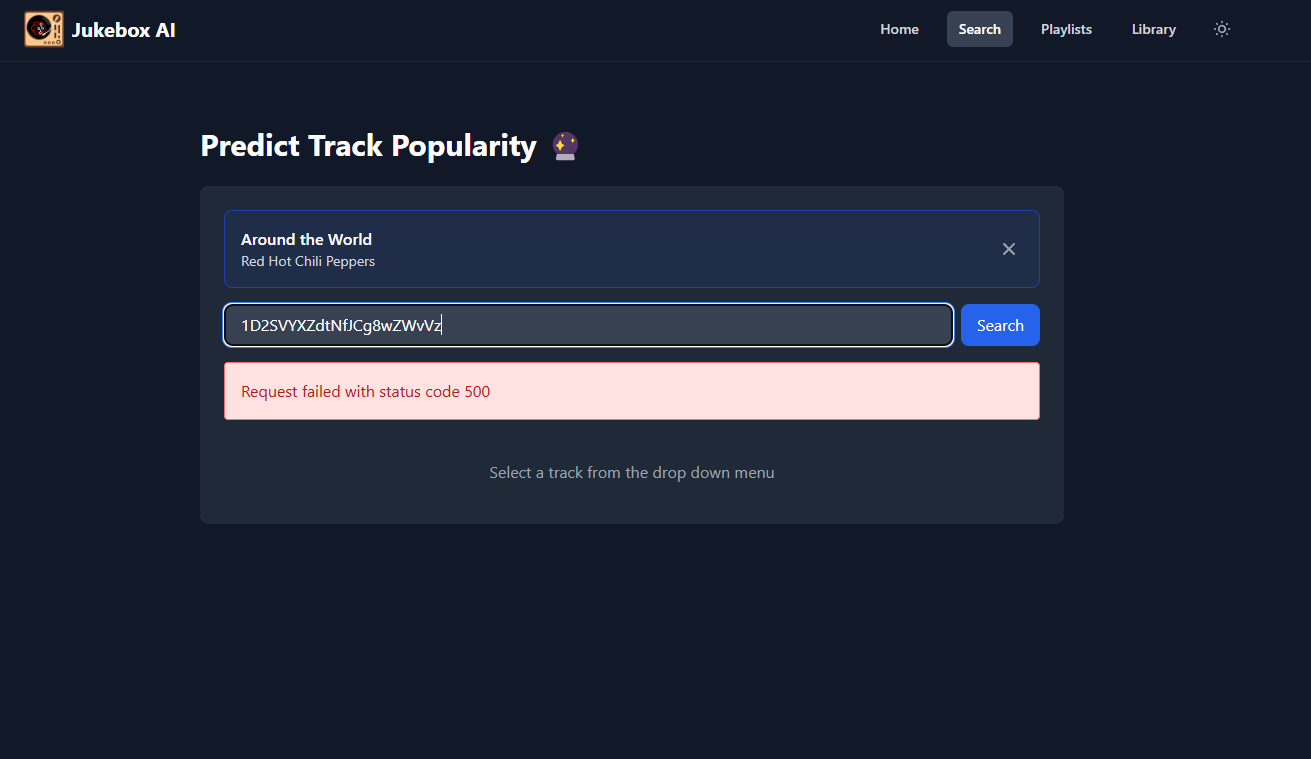 Jukebox AI
Home
Search
Playlists
Library
Predict Track Popularity
Around the World
Red Hot Chili Peppers
1D2SVYXZdtNfJCg8wZWvVz
Search
Request failed with status code 500
Select a track from the drop down menu